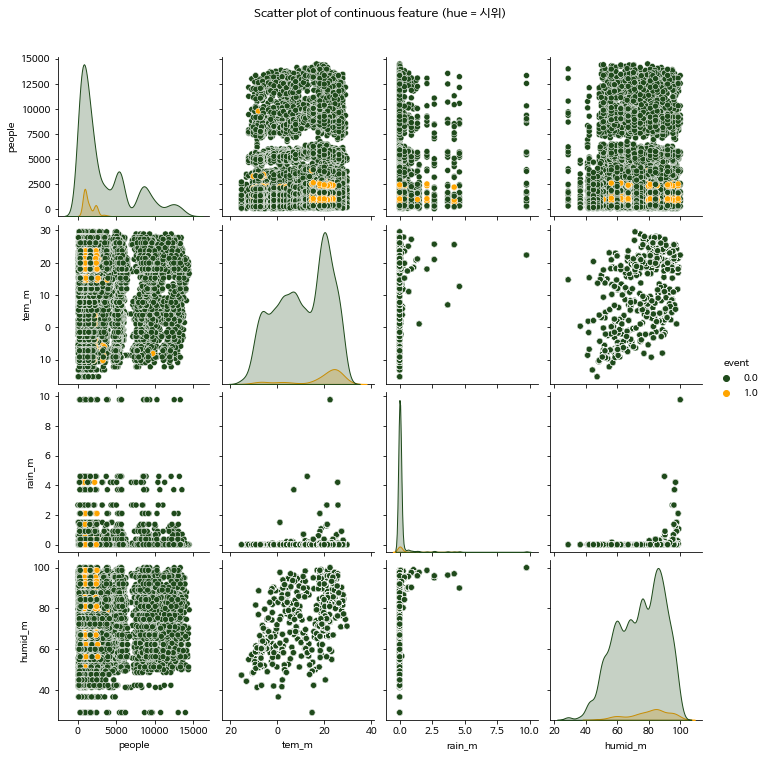 Scatter plot of continuous feature (hue = 시위)
15000
12500
10000
7500
5000
2500
0
people
30
20
10
0
10
tem_m
event
0.0
1.0
10
8
6
4
2
0
rain_m
100
80
60
40
humid_m
0 5000 10000 15000
people
20 0 20 40
tem_m
0.0 2.5 5.0 7.5 10.0
rain_m
20 40 60 80 100
humid_m